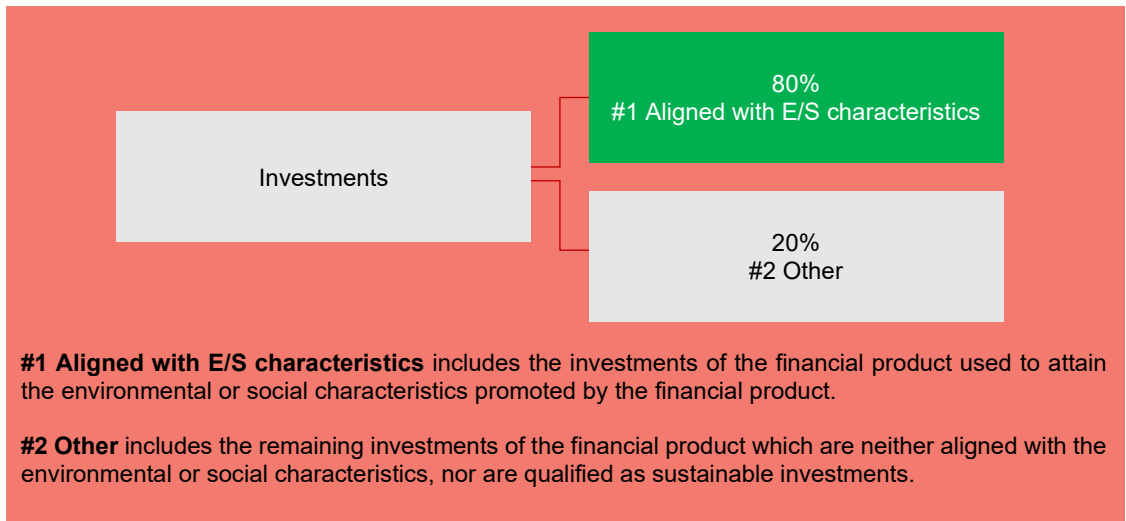 80%
#1 Aligned with E/S characteristics
Investments
20%
#2 Other
#1 Aligned with E/S characteristics includes the investments of the financial product used to attain
the environmental or social characteristics promoted by the financial product.
#2 Other includes the remaining investments of the financial product which are neither aligned with the
environmental or social characteristics, nor are qualified as sustainable investments.